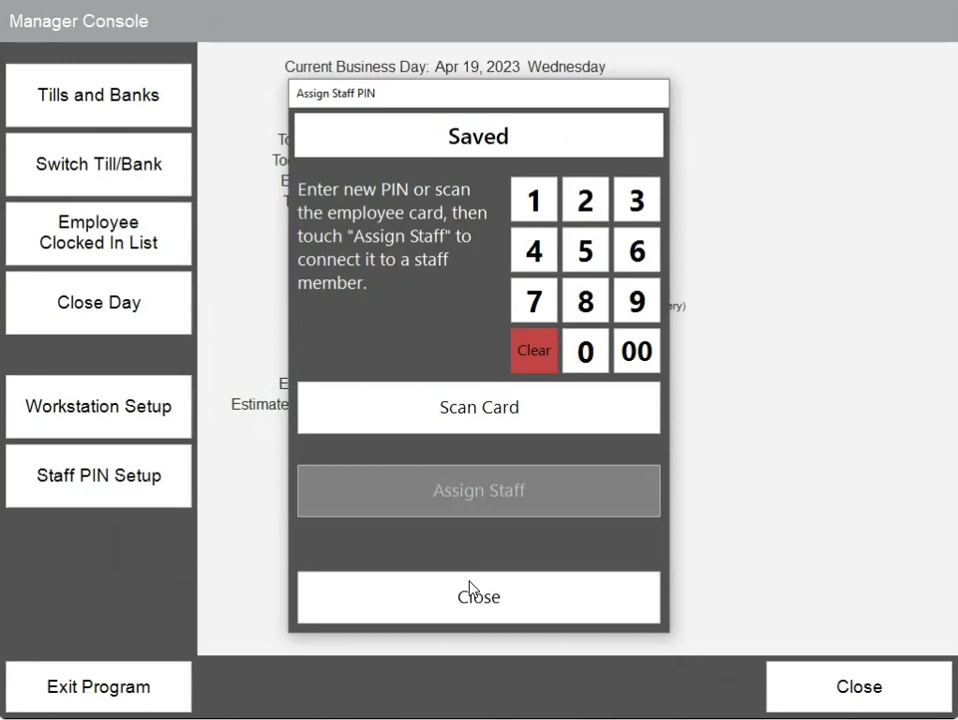 Manager Console
Tills and Banks
Switch Till/Bank
Employee
Clocked In List
Close Day
Workstation Setup
Staff PIN Setup
Exit Program
Current Business Day: Apr 19, 2023 Wednesday
Assign Staff PIN
Saved
Enter new PIN or scan
the employee card, then
touch "Assign Staff" to
connect it to a staff
member.
1 2 3
4 5 6
7 8 9
Clear 0 00
Scan Card
Estimate
Assign Staff
Close
Close